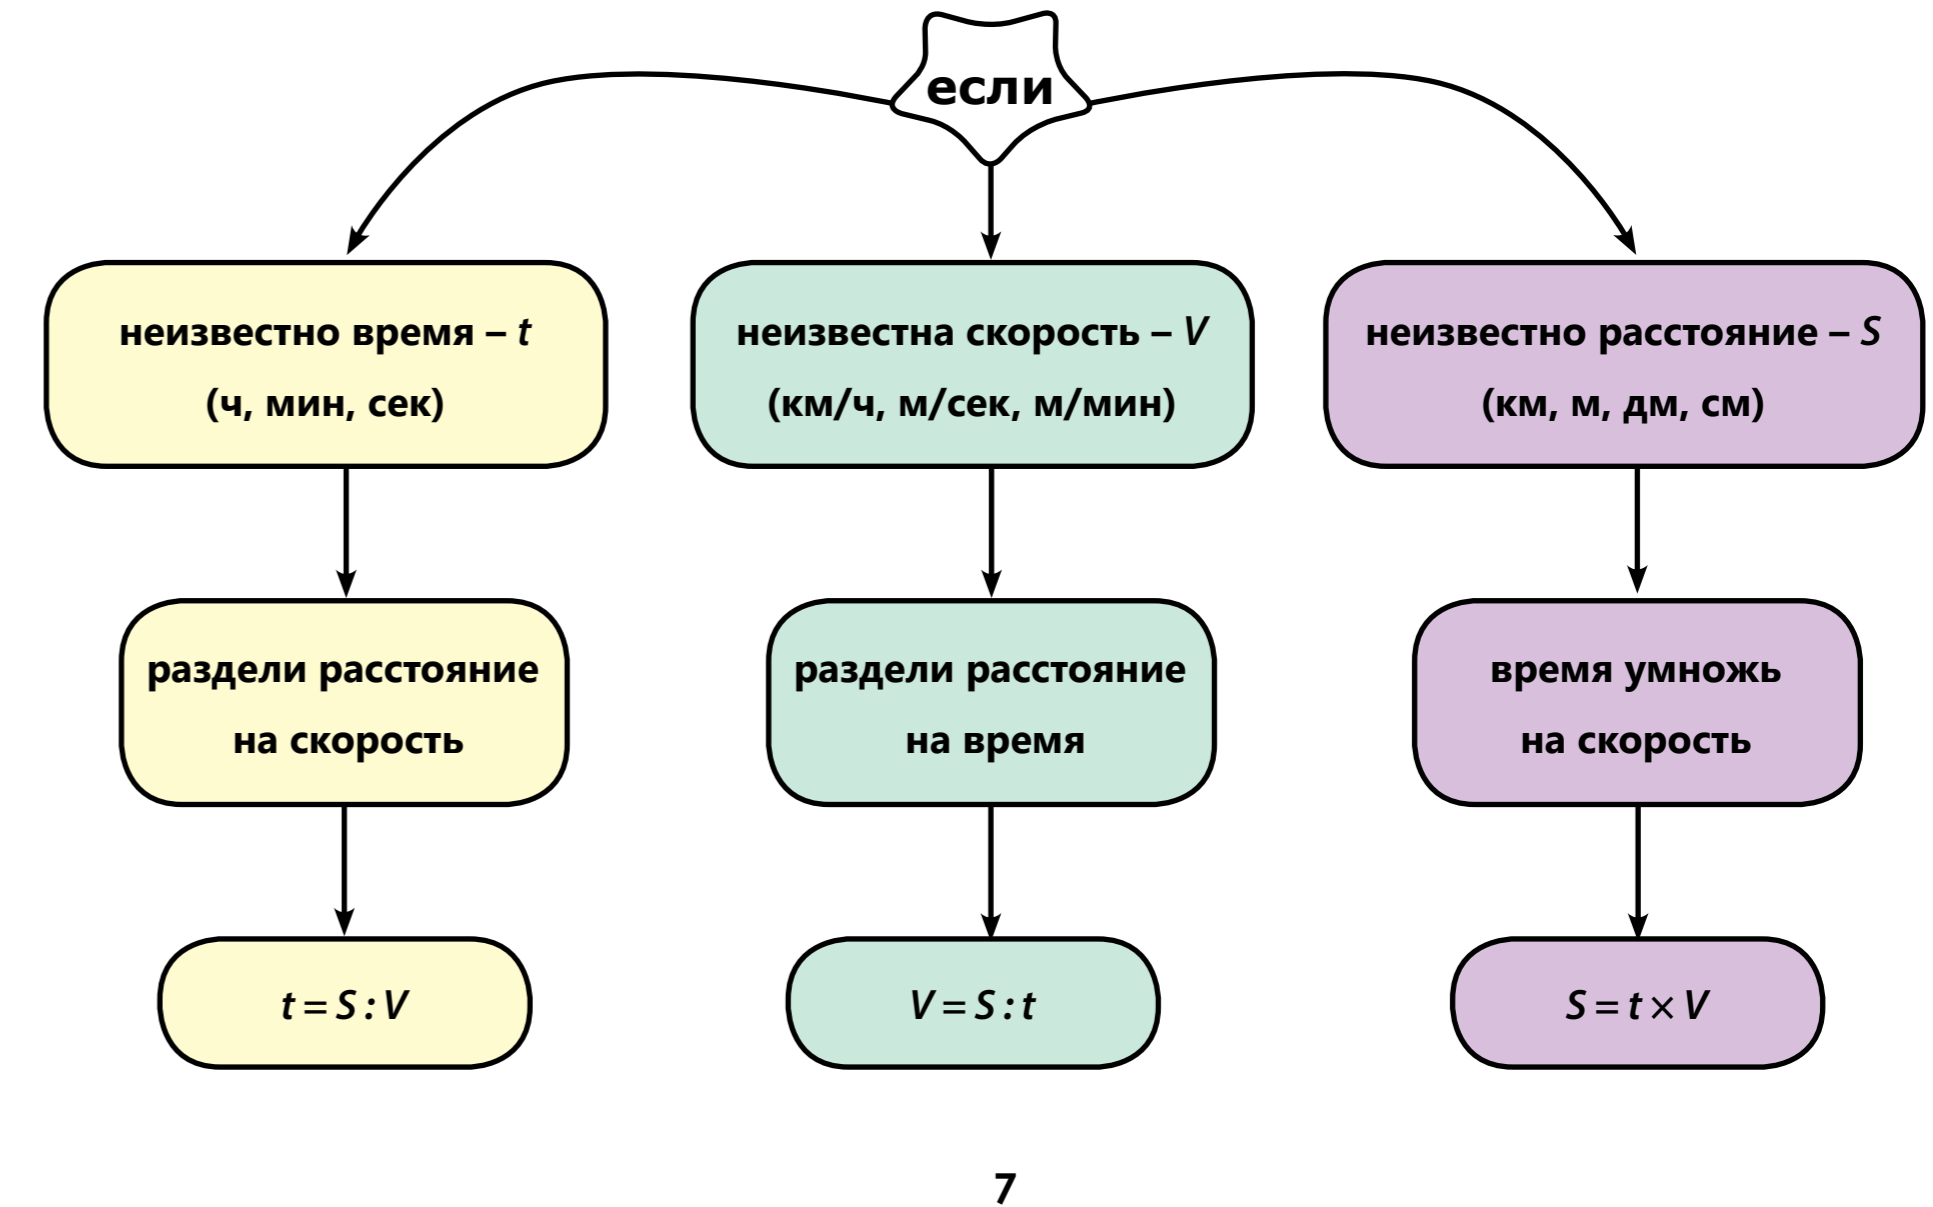 если
неизвестно время – t
(ч, мин, сек)
неизвестна скорость – V
(км/ч, м/сек, м/мин)
неизвестно расстояние – S
(км, м, дм, см)
раздели расстояние
на скорость
раздели расстояние
на время
время умножь
на скорость
t = S : V
V = S : t
S = t × V
7